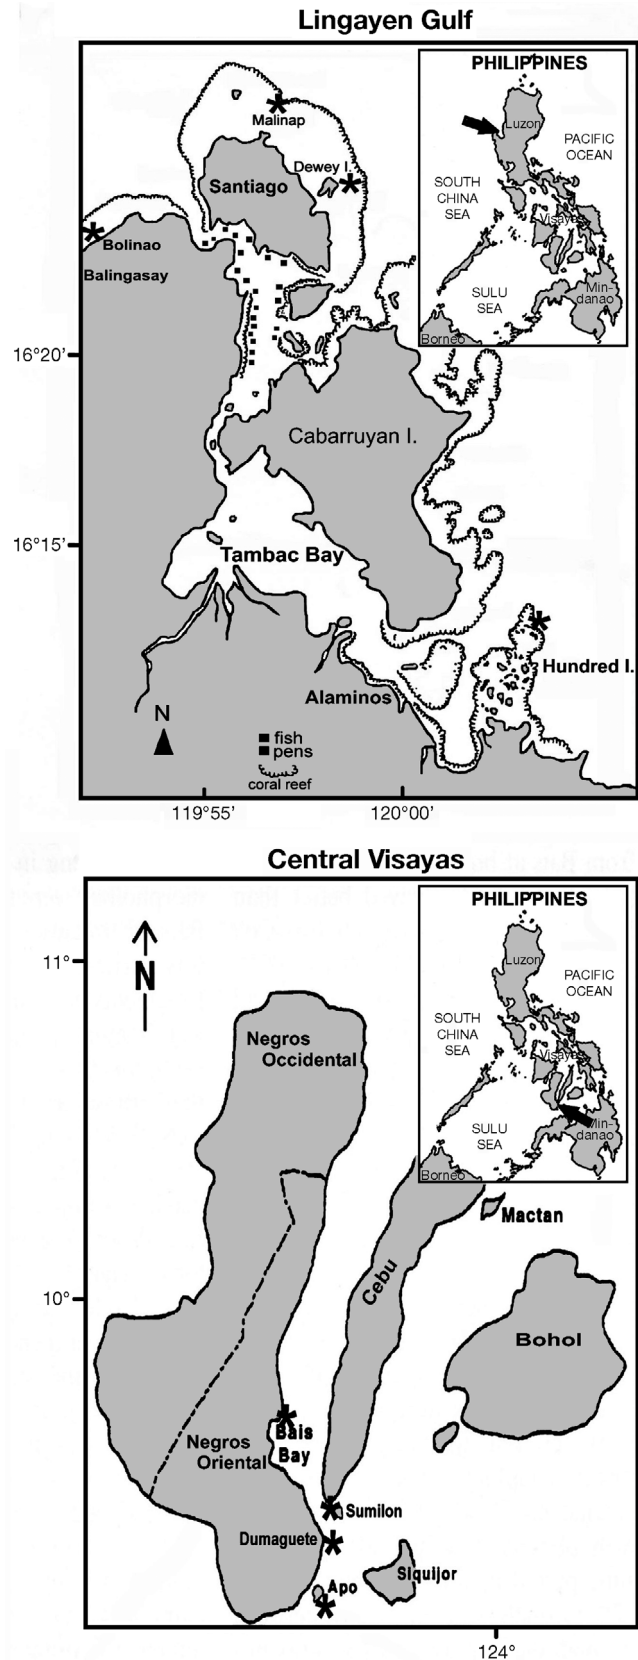 Lingayen Gulf
PHILIPPINES
Luzon
PACIFIC
OCEAN
SOUTH
CHINA
SEA
Visayas
SULU
SEA
Min-
danao
Borneo
Malinap
Dewey I.
Santiago
Bolinao
Balingasay
16°20'
Cabarruyan I.
16°15'
Tambac Bay
Hundred I.
Alaminos
N
fish
pens
coral reef
119°55'
120°00'
Central Visayas
PHILIPPINES
Luzon
PACIFIC
OCEAN
SOUTH
CHINA
SEA
Visayas
SULU
SEA
Min-
danao
Borneo
11°
N
Negros
Occidental
Mactan
Cebu
10°
Bohol
Bais
Bay
Negros
Oriental
Sumilon
Dumaguete
Apo
Siquijor
124°